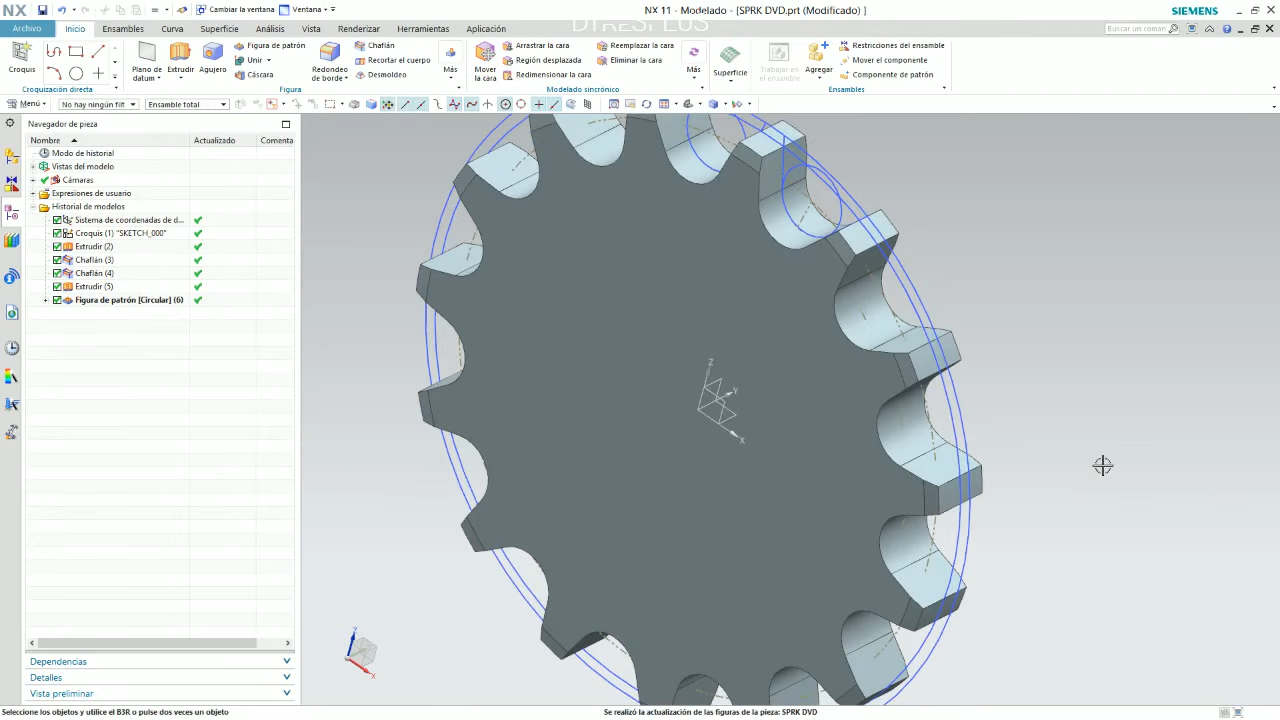 NX
Cambiar la ventana
Ventana
NX 11 - Modelado - [SPRK DVD.prt (Modificado) ]
SIEMENS
DTRESPLUS
Archivo
Inicio
Ensambles
Curva
Superficie
Análisis
Vista
Renderizar
Herramientas
Aplicación
Buscar un coman
Croquis
Plano de datum
Extrudir
Agujero
Figura de patrón
Unir
Cáscara
Redondeo de borde
Chaflán
Recortar el cuerpo
Desmoldeo
Más
Mover la cara
Arrastrar la cara
Región desplazada
Redimensionar la cara
Reemplazar la cara
Eliminar la cara
Más
Superficie
Trabajar en el ensamble
Agregar
Restricciones del ensamble
Mover el componente
Componente de patrón
Croquización directa
Figura
Modelado sincrónico
Ensambles
Menú
No hay ningún filt
Ensamble total
Navegador de pieza
Nombre
Actualizado
Comenta
Modo de historial
Vistas del modelo
Cámaras
Expresiones de usuario
Historial de modelos
Sistema de coordenadas de d...
Croquis (1) "SKETCH_000"
Extrudir (2)
Chaflán (3)
Chaflán (4)
Extrudir (5)
Figura de patrón [Circular] (6)
Z
Y
X
Z
X
Dependencias
Detalles
Vista preliminar
Seleccione los objetos y utilice el B3R o pulse dos veces un objeto
Se realizó la actualización de las figuras de la pieza: SPRK DVD